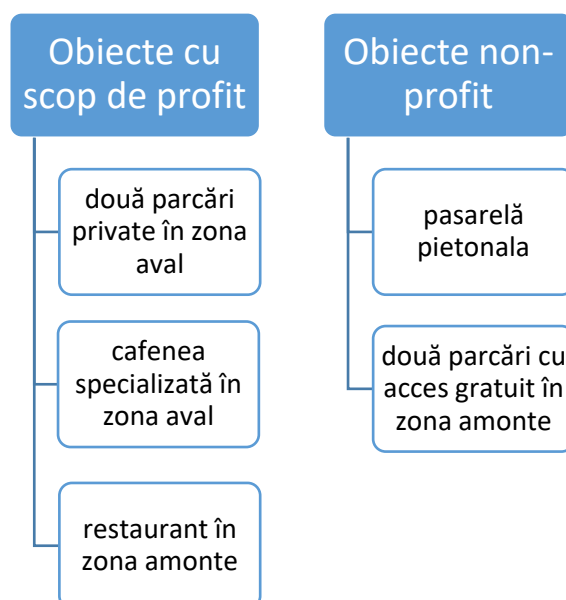 Obiecte cu
scop de profit
două parcări
private în zona
aval
cafenea
specializată în
zona aval
restaurant în
zona amonte
Obiecte non-
profit
pasarelă
pietonala
două parcări cu
acces gratuit în
zona amonte